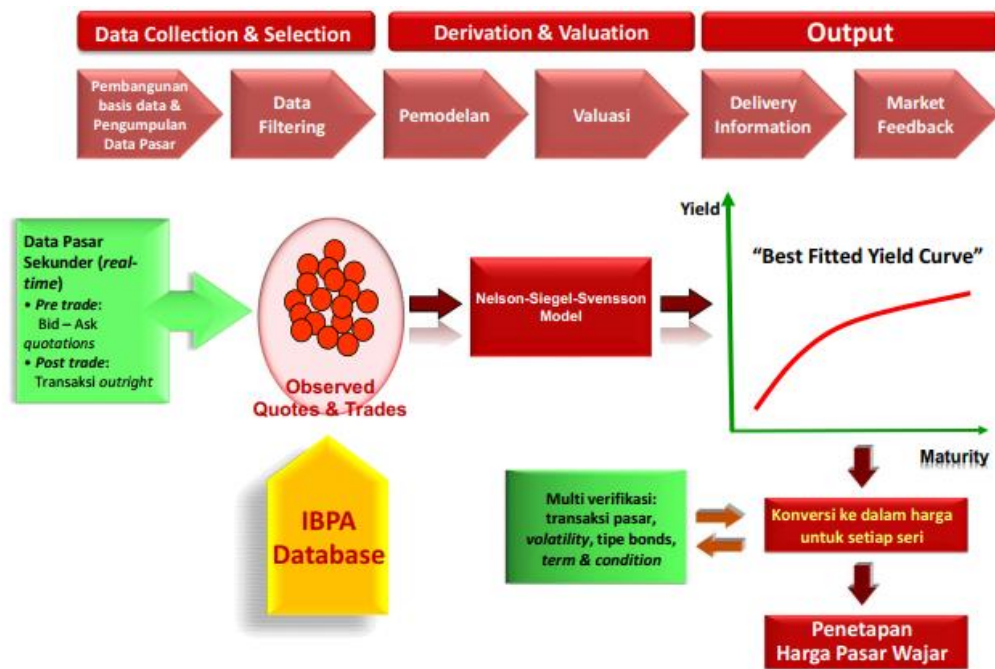 Data Collection & Selection
Derivation & Valuation
Output
Pembangunan
basis data &
Pengumpulan
Data Pasar
Data
Filtering
Pemodelan
Valuasi
Delivery
Information
Market
Feedback
Data Pasar
Sekunder (real-
time)
• Pre trade:
Bid – Ask
quotations
• Post trade:
Transaksi outright
Observed
Quotes & Trades
Nelson-Siegel-Svensson
Model
Yield
“Best Fitted Yield Curve”
Maturity
IBPA
Database
Multi verifikasi:
transaksi pasar,
volatility, tipe bonds,
term & condition
Konversi ke dalam harga
untuk setiap seri
Penetapan
Harga Pasar Wajar